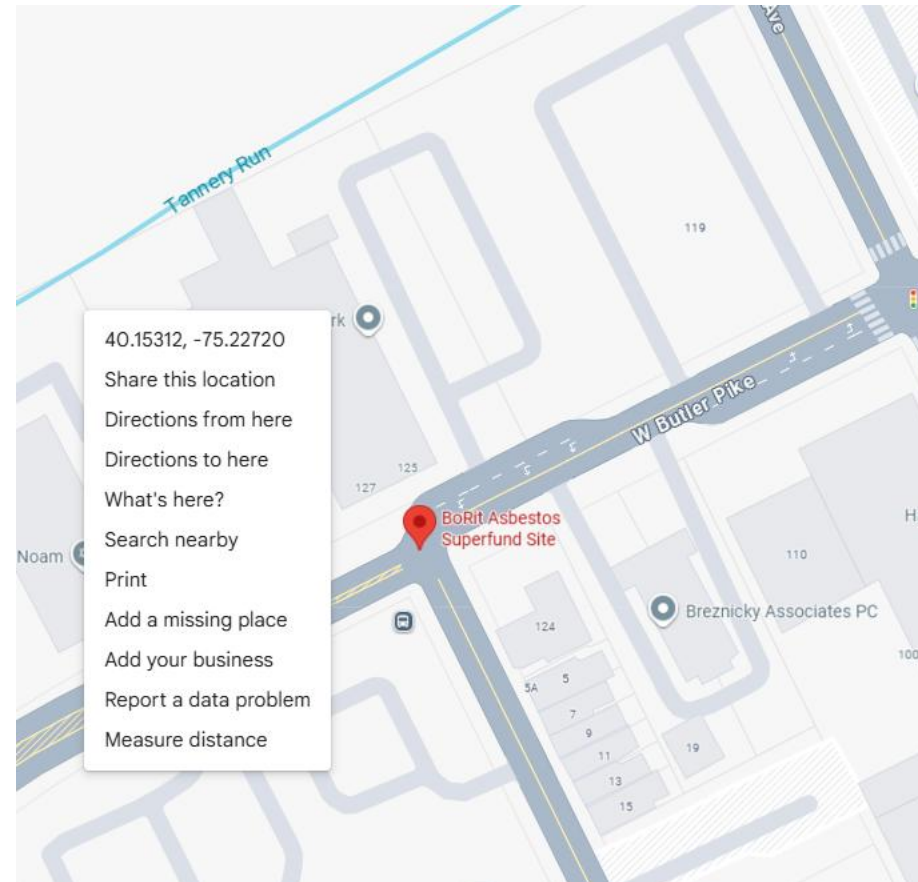 Ave
Tannery Run
119
rk
40.15312, -75.22720
Share this location
Directions from here
Directions to here
What's here?
Search nearby
Print
Add a missing place
Add your business
Report a data problem
Measure distance
W Butler Pike
125
127
BoRit Asbestos
Superfund Site
Noam
H
110
124
Breznicky Associates PC
100
5A
5
7
9
11
13
15
19